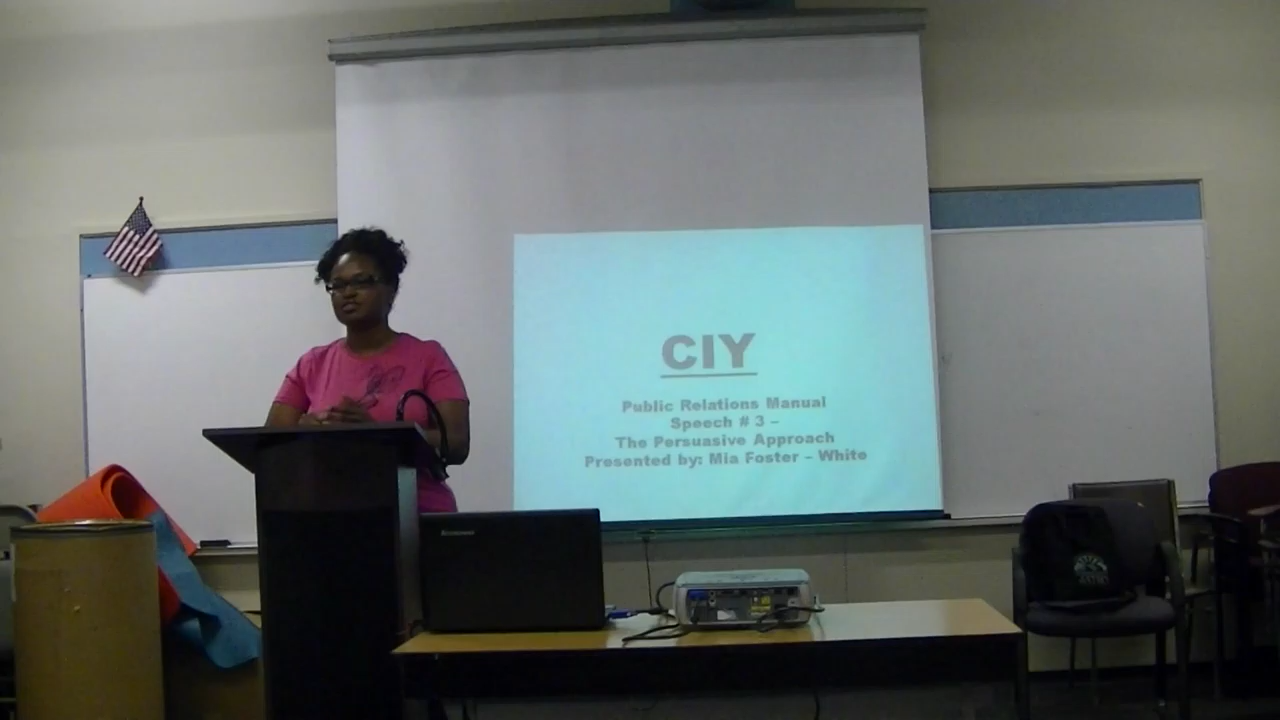 CIY
Public Relations Manual
Speech # 3 –
The Persuasive Approach
Presented by: Mia Foster – White